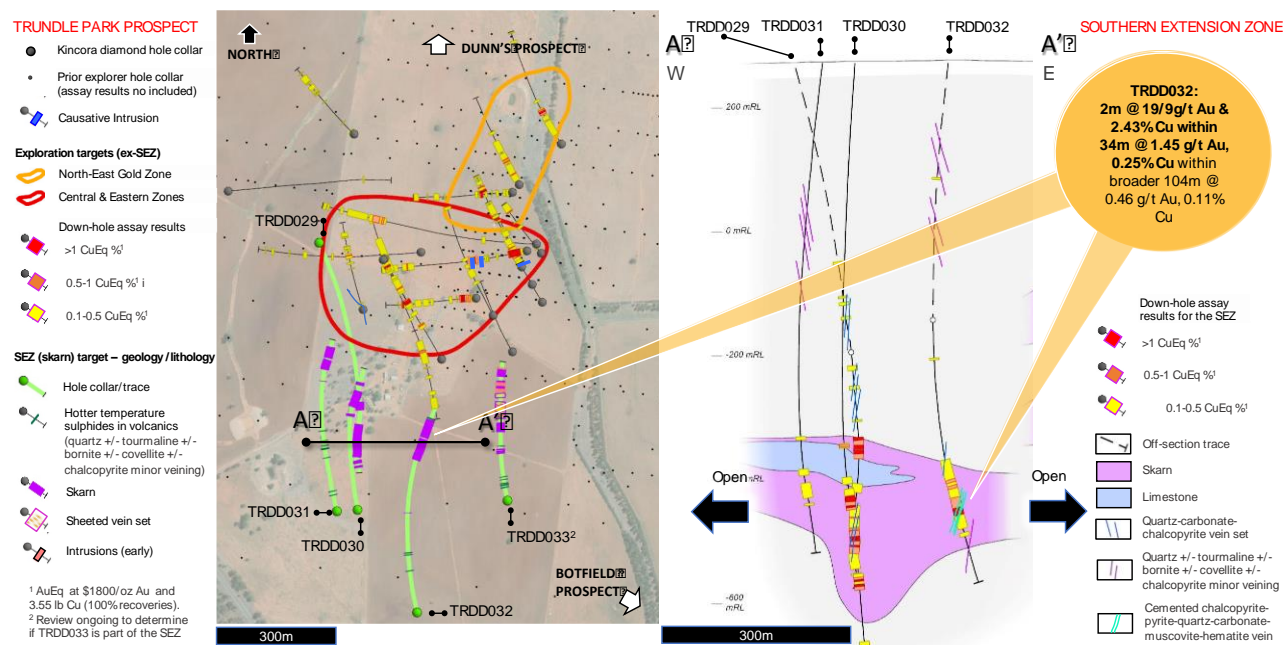 TRUNDLE PARK PROSPECT
Kincora diamond hole collar
Prior explorer hole collar
(assay results no included)
Causative Intrusion
Exploration targets (ex-SEZ)
North-East Gold Zone
Central & Eastern Zones
Down-hole assay
results
>1 CuEq %¹
0.5-1 CuEq %¹ i
0.1-0.5 CuEq %¹
SEZ (skarn) target – geology / lithology
Hole collar/trace
Hotter temperature
sulphides in volcanics
(quartz +/- tourmaline +/-
bornite +/- covellite +/-
chalcopyrite minor veining)
Skarn
Sheeted vein set
Intrusions (early)
¹ AuEq at $1800/oz Au and
3.55 lb Cu (100% recoveries).
² Review ongoing to determine
if TRDD033 is part of the SEZ
NORTH
DUNN'S PROSPECT
TRDD029
A
A'
TRDD031
TRDD030
TRDD033²
TRDD032
BOTFIELD
PROSPECT
300m
TRDD029
TRDD031
TRDD030
TRDD032
A
W
A'
E
200 mRL
0 mRL
-200 mRL
-600
mRL
Open
Open
300m
SOUTHERN EXTENSION ZONE
TRDD032:
2m @ 19/9g/t Au &
2.43% Cu within
34m @ 1.45 g/t Au,
0.25% Cu within
broader 104m @
0.46 g/t Au, 0.11%
Cu
Down-hole assay
results for the SEZ
>1 CuEq %¹
0.5-1 CuEq %¹
0.1-0.5 CuEq %¹
Off-section trace
Skarn
Limestone
Quartz-carbonate-
chalcopyrite vein set
Quartz +/- tourmaline +/-
bornite +/- covellite +/-
chalcopyrite minor veining
Cemented chalcopyrite-
pyrite-quartz-carbonate-
muscovite-hematite vein